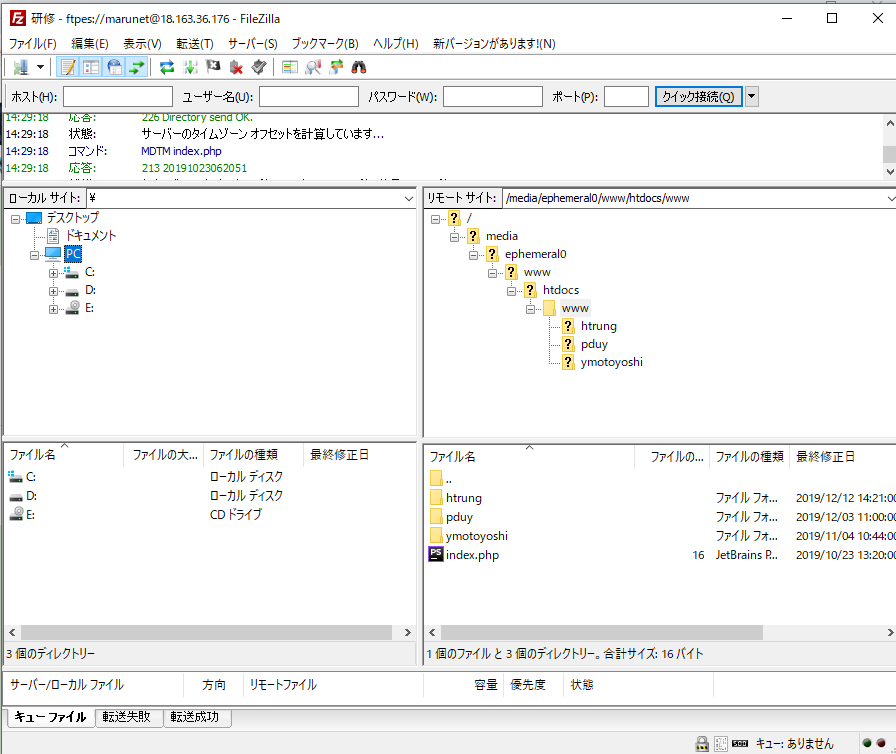 研修 - ftpes://marunet@18.163.36.176 - FileZilla
ファイル(F) 編集(E) 表示(V) 転送(T) サーバー(S) ブックマーク(B) ヘルプ(H) 新バージョンがあります!(N)
ホスト(H): ユーザー名(U): パスワード(W): ポート(P): クイック接続(Q)
14:29:18 応答: 226 Directory send OK.
14:29:18 状態: サーバーのタイムゾーン オフセットを計算しています...
14:29:18 コマンド: MDTM index.php
14:29:18 応答: 213 20191023062051
ローカル サイト: ¥
デスクトップ
ドキュメント
PC
C:
D:
E:
リモート サイト: /media/ephemeral0/www/htdocs/www
/
media
ephemeral0
www
htdocs
www
htrung
pduy
ymotoyoshi
ファイル名 ファイルの大... ファイルの種類 最終修正日
C: ローカル ディスク
D: ローカル ディスク
E: CD ドライブ
3 個のディレクトリー
ファイル名 ファイルの... ファイルの種類 最終修正日
..
htrung ファイル フォ... 2019/12/12 14:21:00
pduy ファイル フォ... 2019/12/03 11:00:00
ymotoyoshi ファイル フォ... 2019/11/04 10:44:00
index.php 16 JetBrains P... 2019/10/23 13:20:00
1 個のファイル と 3 個のディレクトリー。合計サイズ: 16 バイト
サーバー/ローカル ファイル 方向 リモートファイル 容量 優先度 状態
キュー ファイル 転送失敗 転送成功
キュー: ありません